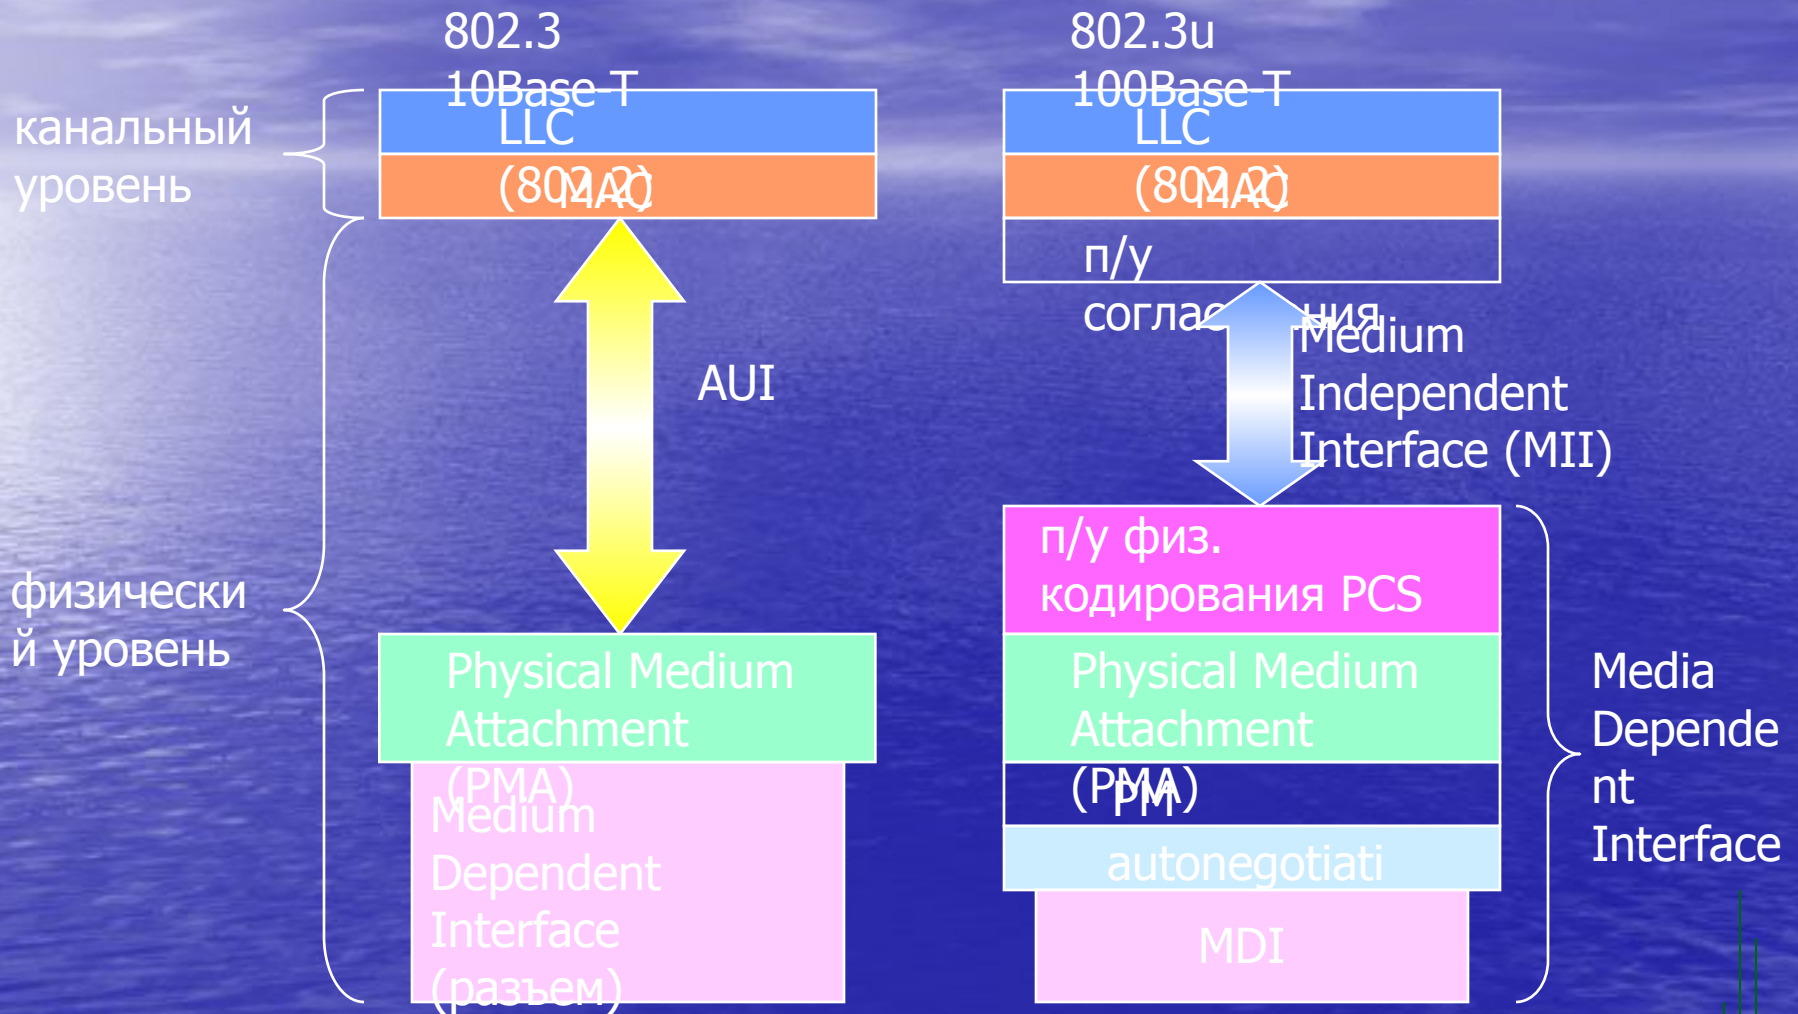 802.3
10Base-T
LLC
(802.2)
MAC
802.3u
100Base-T
LLC
(802.2)
MAC
п/у
согласования
канальный
уровень
AUI
Medium
Independent
Interface (MII)
п/у физ.
кодирования PCS
физически
й уровень
Physical Medium
Attachment
(PMA)
Medium
Dependent
Interface
(разъем)
Physical Medium
Attachment
(PMA)
PM
autonegotiati
MDI
Media
Depende
nt
Interface